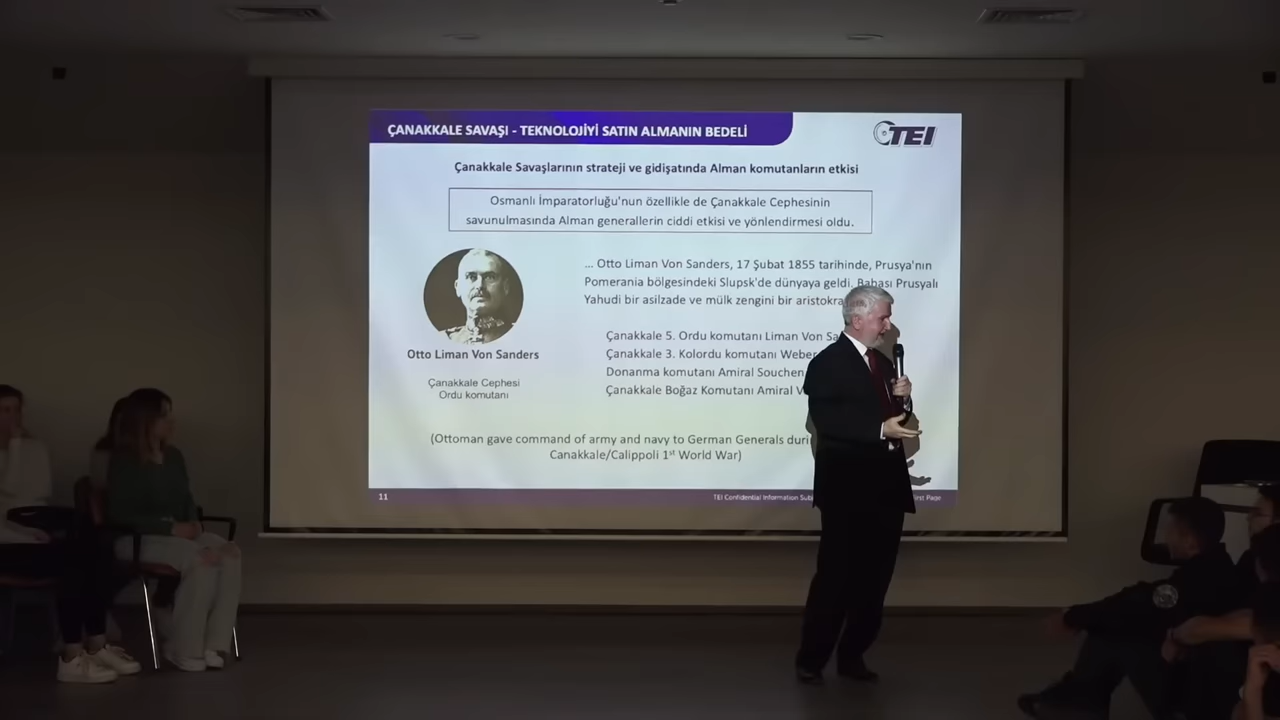 ÇANAKKALE SAVAŞI - TEKNOLOJİYİ SATIN ALMANIN BEDELİ
TEI
Çanakkale Savaşlarının strateji ve gidişatında Alman komutanların etkisi
Osmanlı İmparatorluğu'nun özellikle de Çanakkale Cephesinin
savunulmasında Alman generallerin ciddi etkisi ve yönlendirmesi oldu.
... Otto Liman Von Sanders, 17 Şubat 1855 tarihinde, Prusya'nın
Pomerania bölgesindeki Slupsk'de dünyaya geldi. Babası Prusyalı
Yahudi bir asilzade ve mülk zengini bir
Otto Liman Von Sanders
Çanakkale Cephesi
Ordu komutanı
Çanakkale 5. Ordu komutanı Liman Von
Çanakkale 3. Kolordu komutanı Weber
Donanma komutanı Amiral Souchen
Çanakkale Boğaz Komutanı Amiral
(Ottoman gave command of army and navy to German Generals
Canakkale/Calippoli 1st World War)
11
TEI Confidential Information
First Page